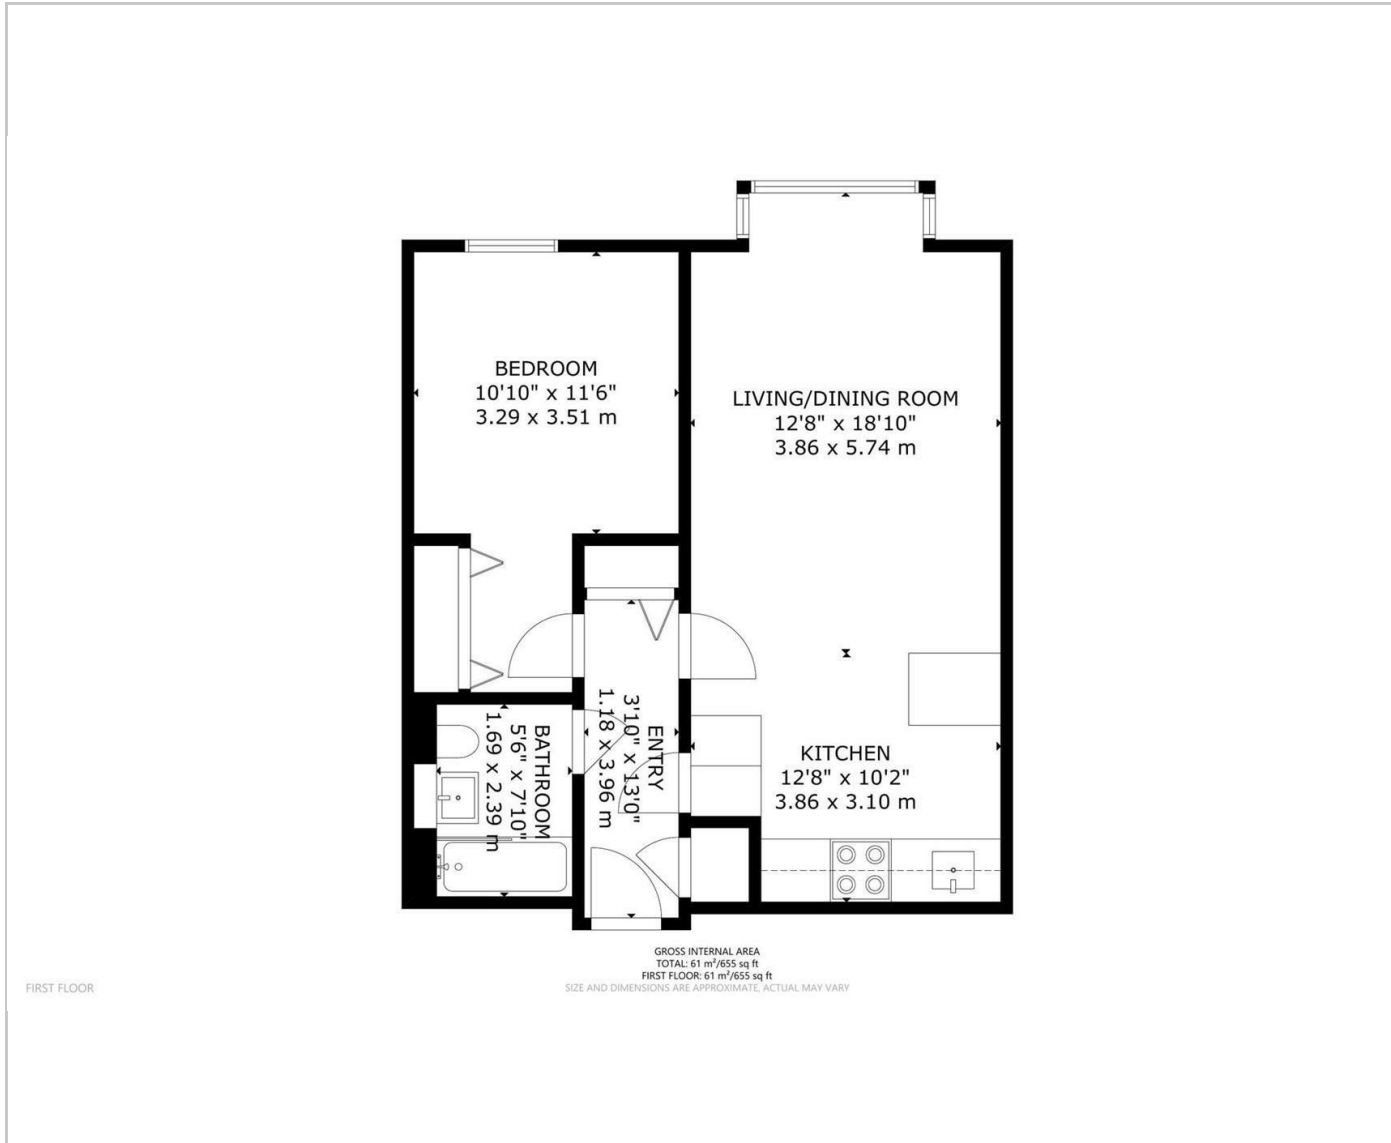 BEDROOM
10'10" x 11'6"
3.29 x 3.51 m
LIVING/DINING ROOM
12'8" x 18'10"
3.86 x 5.74 m
BATHROOM
5'6" x 7'10"
1.69 x 2.39 m
ENTRY
3'10" x 13'0"
1.18 x 3.96 m
KITCHEN
12'8" x 10'2"
3.86 x 3.10 m
GROSS INTERNAL AREA
TOTAL: 61 m²/655 sq ft
FIRST FLOOR: 61 m²/655 sq ft
SIZE AND DIMENSIONS ARE APPROXIMATE, ACTUAL MAY VARY
FIRST FLOOR